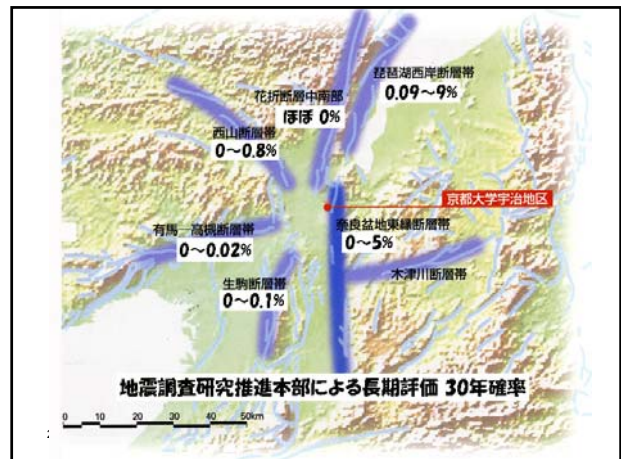 琵琶湖西岸断層帯
0.09～9%
花折断層中南部
ほぼ 0%
西山断層帯
0～0.8%
京都大学宇治地区
有馬ー高槻断層帯
0～0.02%
奈良盆地東縁断層帯
0～5%
生駒断層帯
0～0.1%
木津川断層帯
地震調査研究推進本部による長期評価 30年確率
0 10 20 30 40 50km